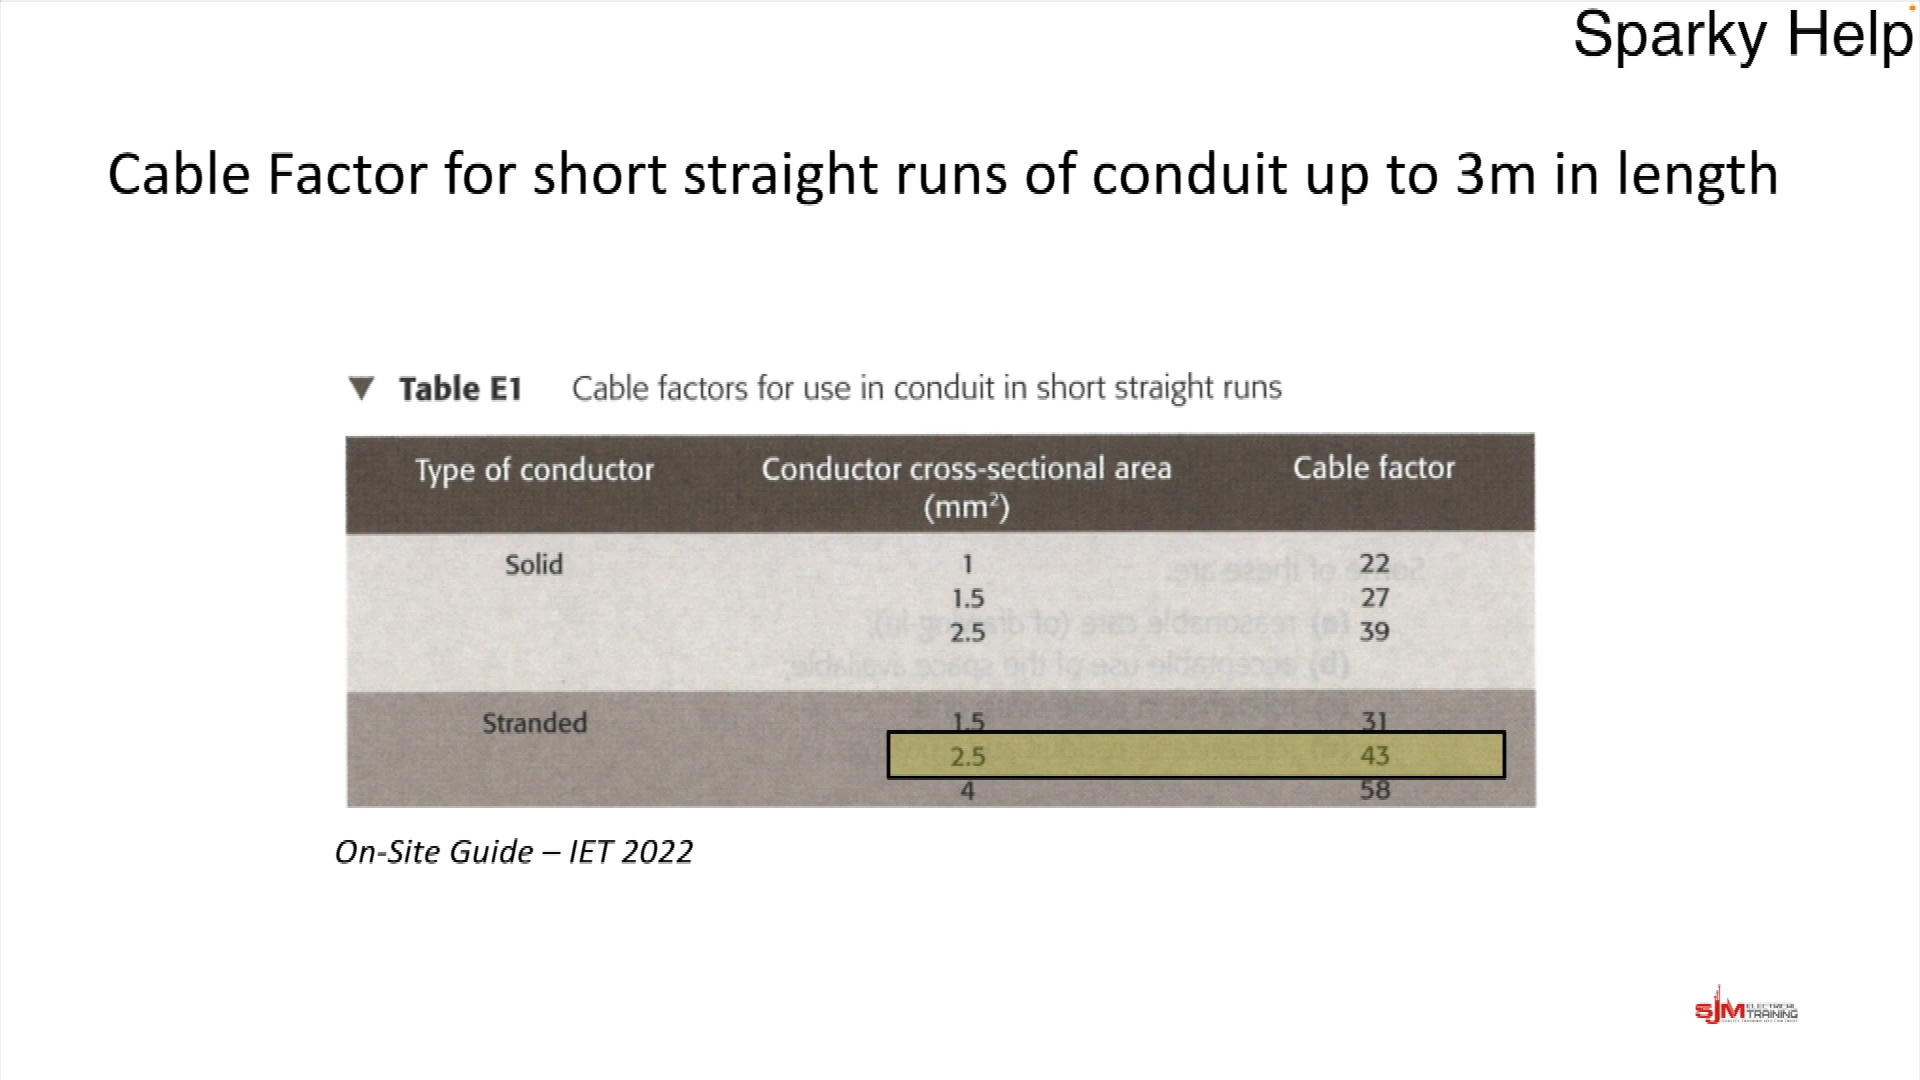 Sparky Help
Cable Factor for short straight runs of conduit up to 3m in length
▼ Table E1 Cable factors for use in conduit in short straight runs
Type of conductor Conductor cross-sectional area (mm²) Cable factor
Solid 1 22
1.5 27
2.5 39
Stranded 1.5 31
2.5 43
4 58
On-Site Guide – IET 2022
SJM ELECTRICAL
TRAINING